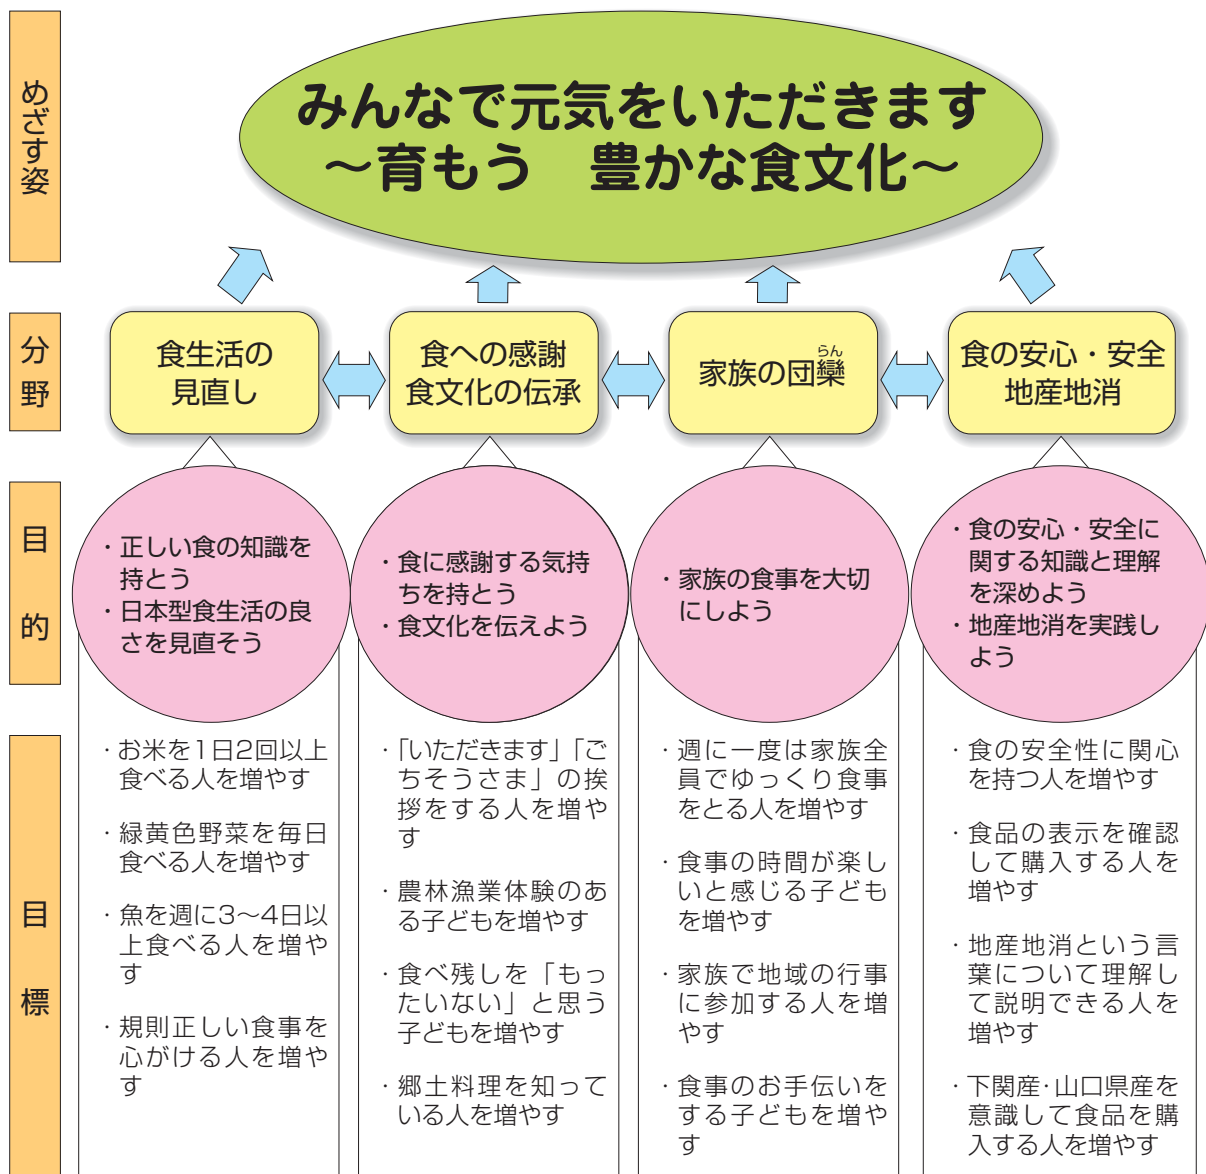 めざす姿
みんなで元気をいただきます
～育もう　豊かな食文化～
分野
食生活の
見直し
食への感謝
食文化の伝承
らん
家族の団欒
食の安心・安全
地産地消
目的
・正しい食の知識を
持とう
・日本型食生活の良
さを見直そう
・食に感謝する気持
ちを持とう
・食文化を伝えよう
・家族の食事を大切
にしよう
・食の安心・安全に
関する知識と理解
を深めよう
・地産地消を実践し
よう
目標
・お米を1日2回以上
食べる人を増やす
・緑黄色野菜を毎日
食べる人を増やす
・魚を週に3～4日以
上食べる人を増や
す
・規則正しい食事を
心がける人を増や
す
・「いただきます」「ご
ちそうさま」の挨
拶をする人を増や
す
・農林漁業体験のあ
る子どもを増やす
・食べ残しを「もっ
たいない」と思う
子どもを増やす
・郷土料理を知って
いる人を増やす
・週に一度は家族全
員でゆっくり食事
をとる人を増やす
・食事の時間が楽し
いと感じる子ども
を増やす
・家族で地域の行事
に参加する人を増
やす
・食事のお手伝いを
する子どもを増や
す
・食の安全性に関心
を持つ人を増やす
・食品の表示を確認
して購入する人を
増やす
・地産地消という言
葉について理解し
て説明できる人を
増やす
・下関産・山口県産を
意識して食品を購
入する人を増やす